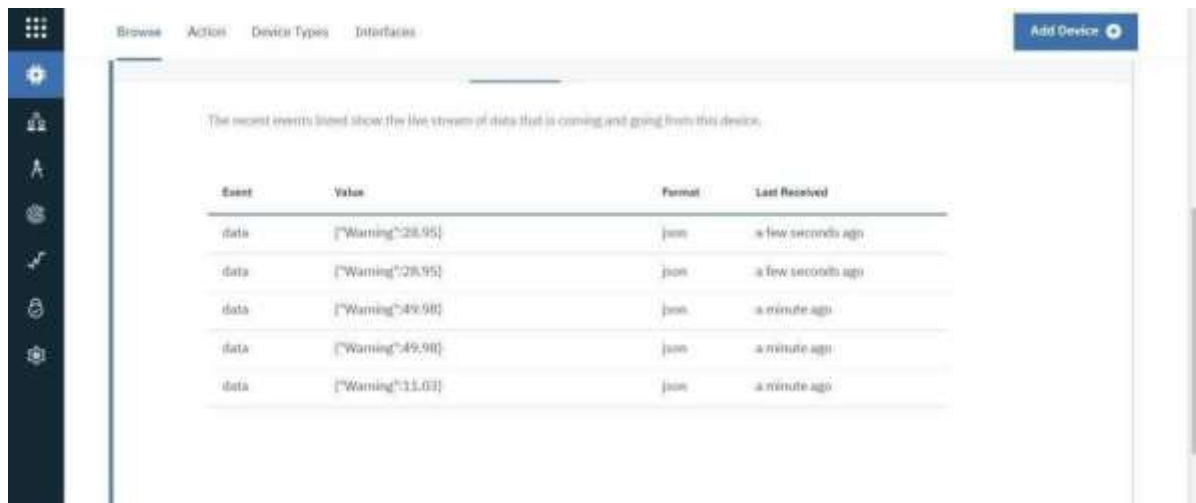 Browse Action Device Types Interfaces Add Device
The recent events listed show the live stream of data that is coming and going from this device.
Event Value Format Last Received
data {"Warning":28.95} json a few seconds ago
data {"Warning":28.95} json a few seconds ago
data {"Warning":49.98} json a minute ago
data {"Warning":49.98} json a minute ago
data {"Warning":11.03} json a minute ago